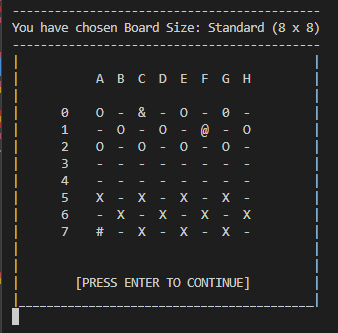 ----------------------------------------
You have chosen Board Size: Standard (8 x 8)
----------------------------------------
A B C D E F G H
0 O - & - O - 0 -
1 - O - O - @ - O
2 O - O - O - O -
3 - - - - - - - -
4 - - - - - - - -
5 X - X - X - X -
6 - X - X - X - X
7 # - X - X - X -
[PRESS ENTER TO CONTINUE]